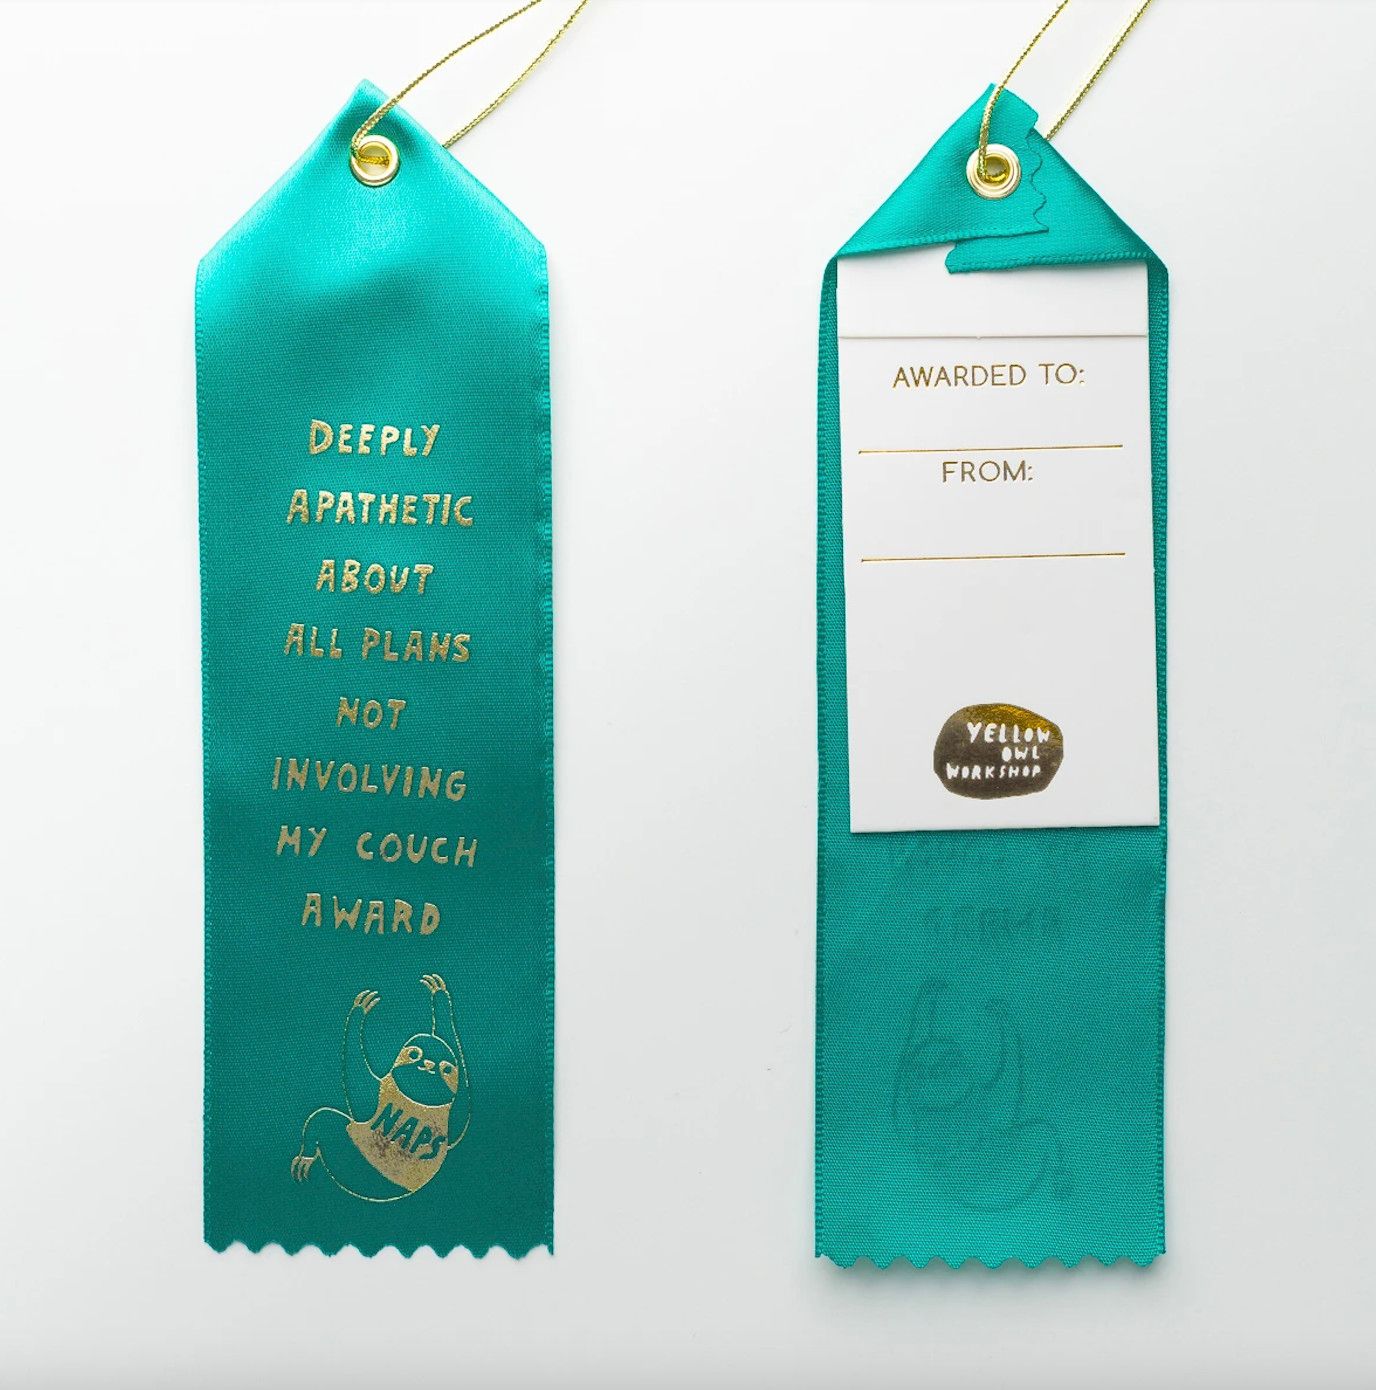 DEEPLY
APATHETIC
ABOUT
ALL PLANS
NOT
INVOLVING
MY COUCH
AWARD
NAPS
AWARDED TO:
FROM:
YELLOW
OWL
WORKSHOP